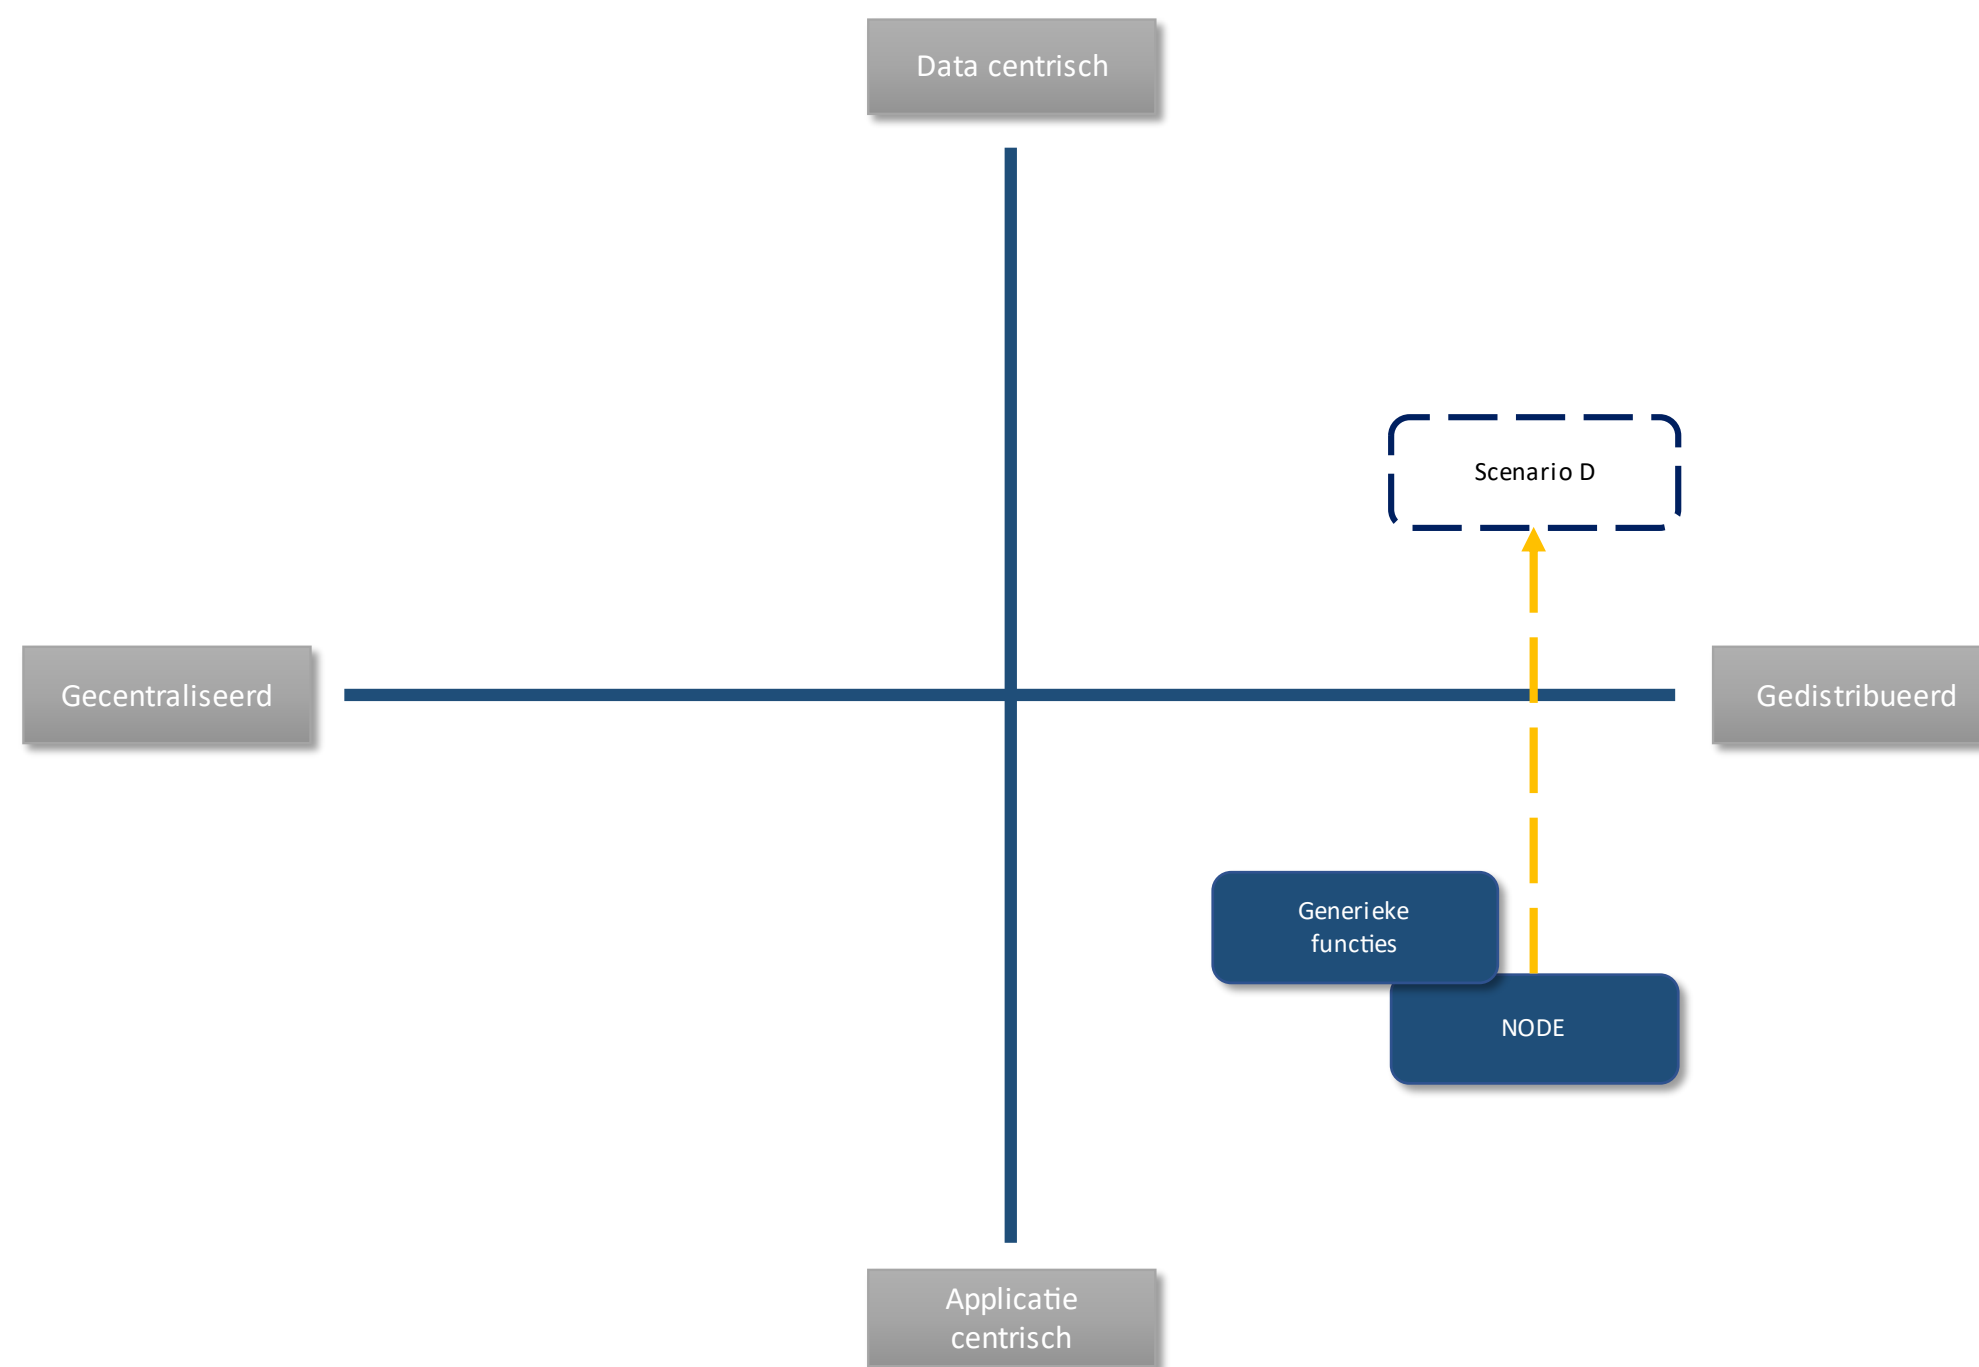 Data centrisch
Scenario D
Gecentraliseerd
Gedistribueerd
Generieke
functies
NODE
Applicatie
centrisch